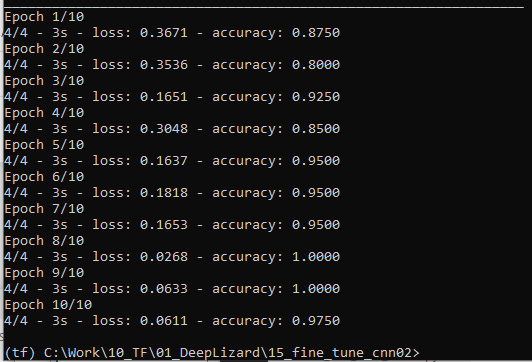 Epoch 1/10
4/4 - 3s - loss: 0.3671 - accuracy: 0.8750
Epoch 2/10
4/4 - 3s - loss: 0.3536 - accuracy: 0.8000
Epoch 3/10
4/4 - 3s - loss: 0.1651 - accuracy: 0.9250
Epoch 4/10
4/4 - 3s - loss: 0.3048 - accuracy: 0.8500
Epoch 5/10
4/4 - 3s - loss: 0.1637 - accuracy: 0.9500
Epoch 6/10
4/4 - 3s - loss: 0.1818 - accuracy: 0.9500
Epoch 7/10
4/4 - 3s - loss: 0.1653 - accuracy: 0.9500
Epoch 8/10
4/4 - 3s - loss: 0.0268 - accuracy: 1.0000
Epoch 9/10
4/4 - 3s - loss: 0.0633 - accuracy: 1.0000
Epoch 10/10
4/4 - 3s - loss: 0.0611 - accuracy: 0.9750
(tf) C:\Work\10_TF\01_DeepLizard\15_fine_tune_cnn02>